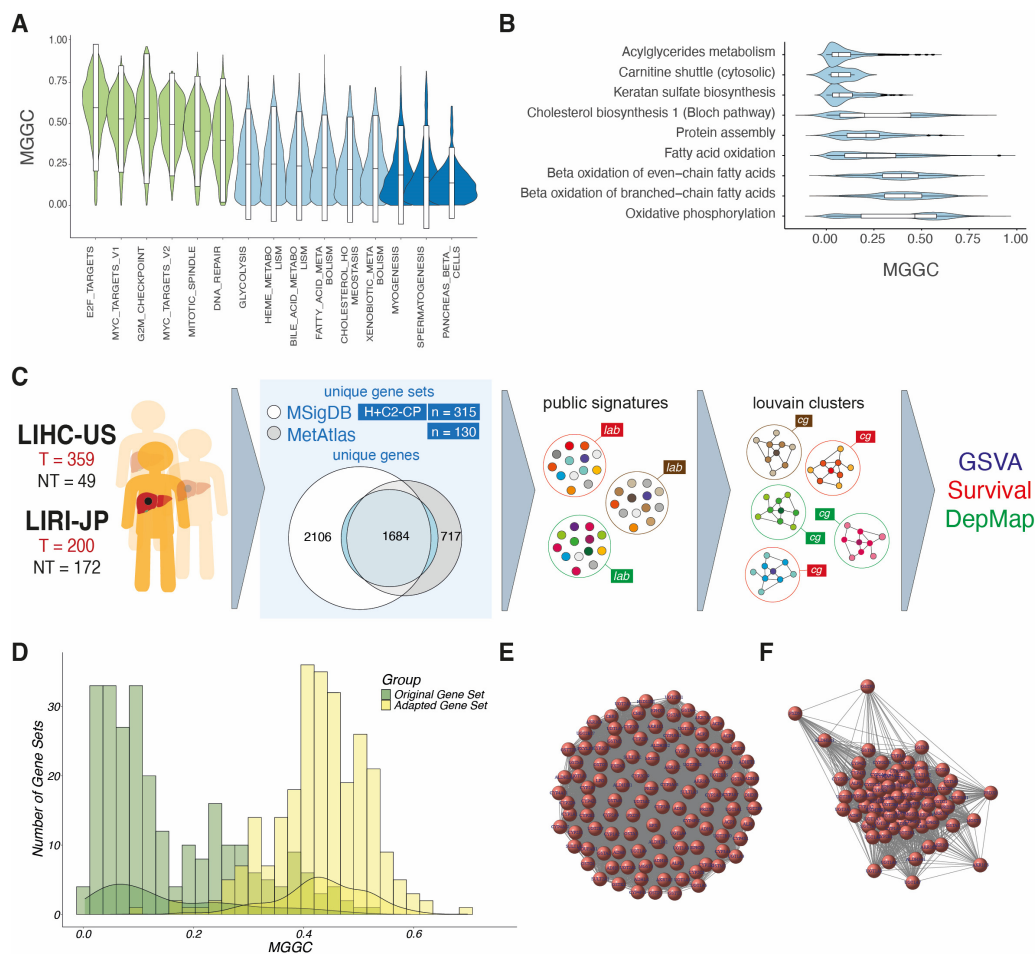 A
MGGC
1.00
0.75
0.50
0.25
0.00
E2F_TARGETS
MYC_TARGETS_V1
G2M_CHECKPOINT
MYC_TARGETS_V2
MITOTIC_SPINDLE
DNA_REPAIR
GLYCOLYSIS
HEME_METABO
LISM
BILE_ACID_METABO
LISM
FATTY_ACID_META
BOLISM
CHOLESTEROL_HO
MEOSTASIS
XENOBIOTIC_META
BOLISM
MYOGENESIS
SPERMATOGENESIS
PANCREAS_BETA_
CELLS
B
Acylglycerides metabolism
Carnitine shuttle (cytosolic)
Keratan sulfate biosynthesis
Cholesterol biosynthesis 1 (Bloch pathway)
Protein assembly
Fatty acid oxidation
Beta oxidation of even−chain fatty acids
Beta oxidation of branched−chain fatty acids
Oxidative phosphorylation
0.00 0.25 0.50 0.75 1.00
MGGC
C
LIHC-US
T = 359
NT = 49
LIRI-JP
T = 200
NT = 172
unique gene sets
MSigDB H+C2-CP n = 315
MetAtlas n = 130
unique genes
2106 1684 717
public signatures
lab
lab
lab
louvain clusters
cg
cg
cg
cg
cg
GSVA
Survival
DepMap
D
Number of Gene Sets
30
20
10
0
0.0 0.2 0.4 0.6
MGGC
Group
Original Gene Set
Adapted Gene Set
E
F